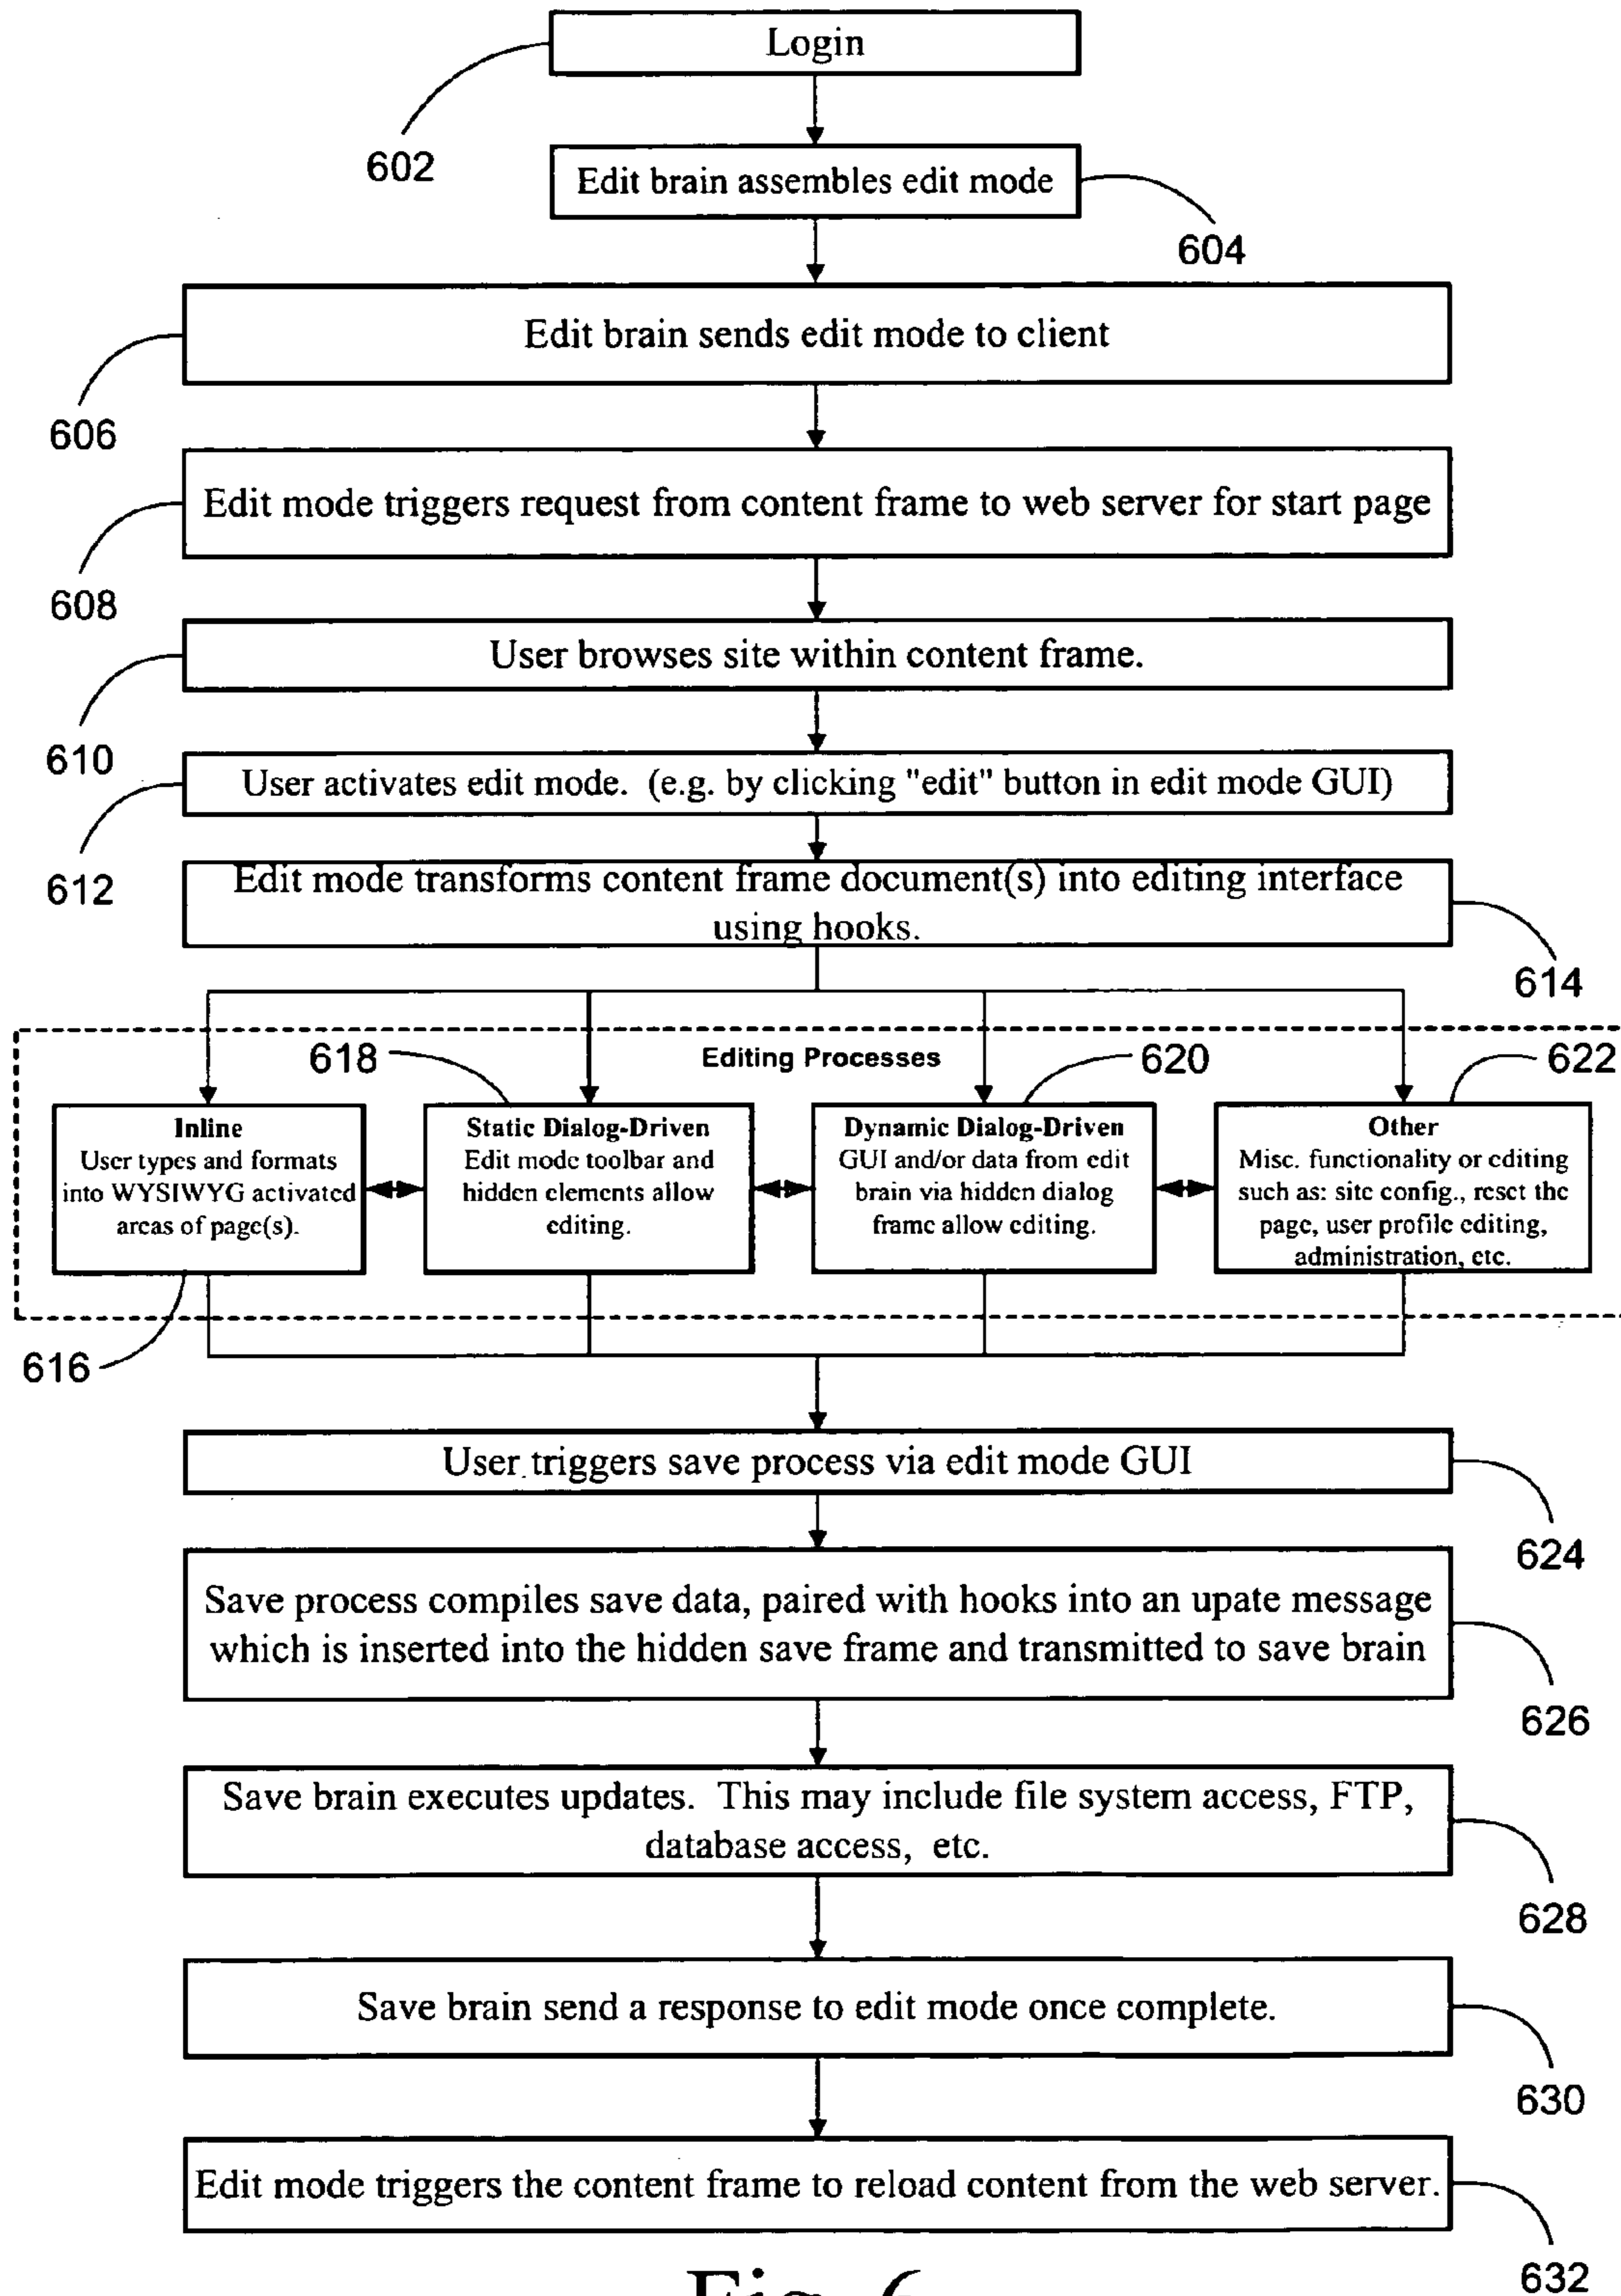 Login
602
Edit brain assembles edit mode
604
Edit brain sends edit mode to client
606
Edit mode triggers request from content frame to web server for start page
608
User browses site within content frame.
610
User activates edit mode. (e.g. by clicking "edit" button in edit mode GUI)
612
Edit mode transforms content frame document(s) into editing interface
using hooks.
614
Editing Processes
618
620
622
Inline
User types and formats
into WYSIWYG activated
areas of page(s).
616
Static Dialog-Driven
Edit mode toolbar and
hidden elements allow
editing.
Dynamic Dialog-Driven
GUI and/or data from edit
brain via hidden dialog
frame allow editing.
Other
Misc. functionality or editing
such as: site config., reset the
page, user profile editing,
administration, etc.
User triggers save process via edit mode GUI
624
Save process compiles save data, paired with hooks into an upate message
which is inserted into the hidden save frame and transmitted to save brain
626
Save brain executes updates. This may include file system access, FTP,
database access, etc.
628
Save brain send a response to edit mode once complete.
630
Edit mode triggers the content frame to reload content from the web server.
632
Fig. 6